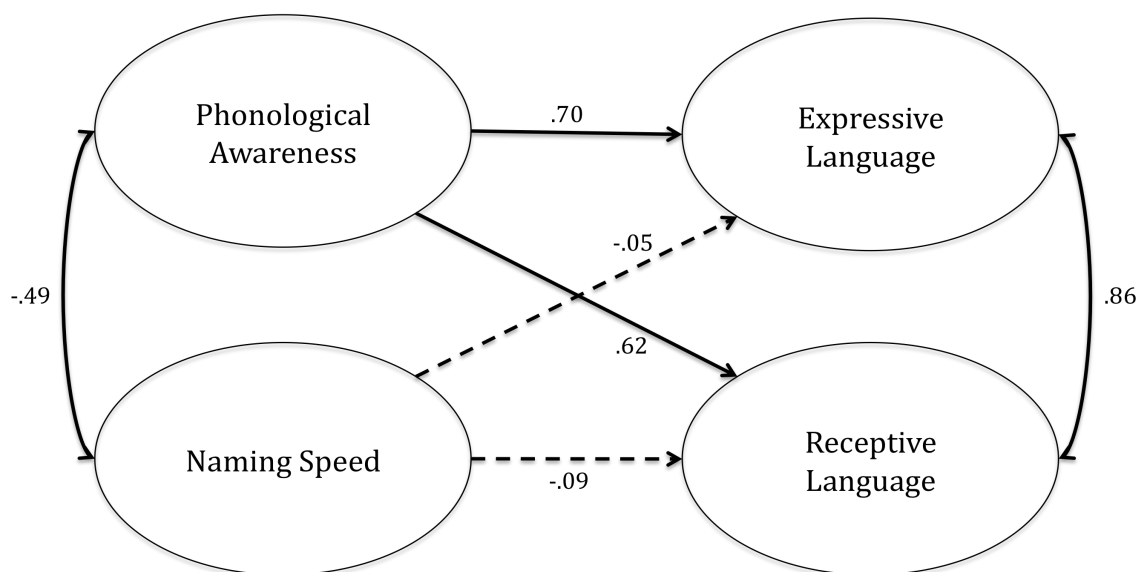 Phonological
Awareness
.70
Expressive
Language
-.05
-.49
.86
.62
Naming Speed
-.09
Receptive
Language